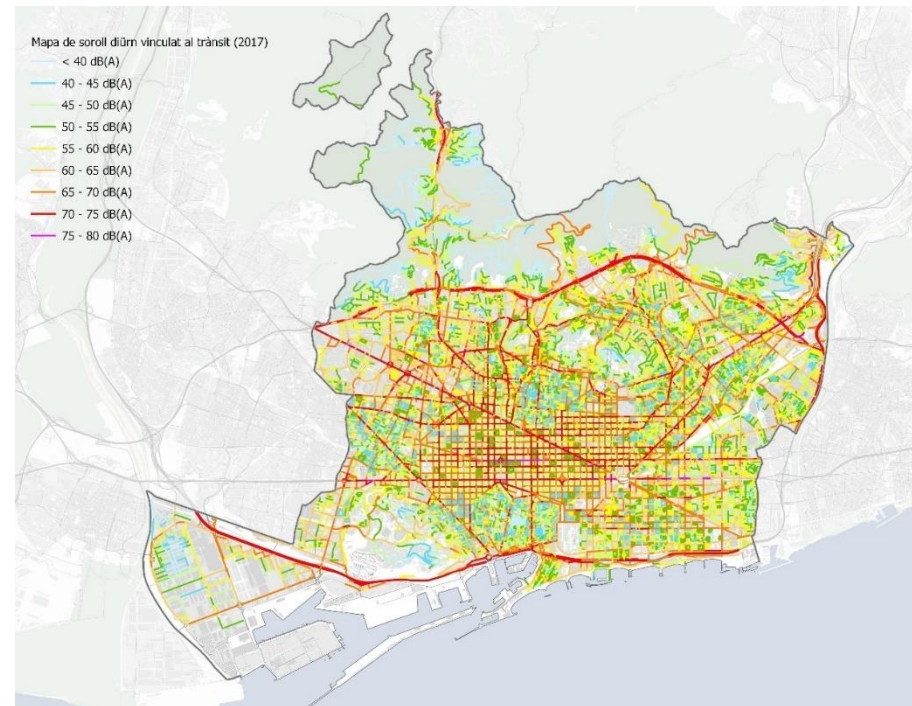 Mapa de soroll diürn vinculat al trànsit (2017)
< 40 dB(A)
40 - 45 dB(A)
45 - 50 dB(A)
50 - 55 dB(A)
55 - 60 dB(A)
60 - 65 dB(A)
65 - 70 dB(A)
70 - 75 dB(A)
75 - 80 dB(A)